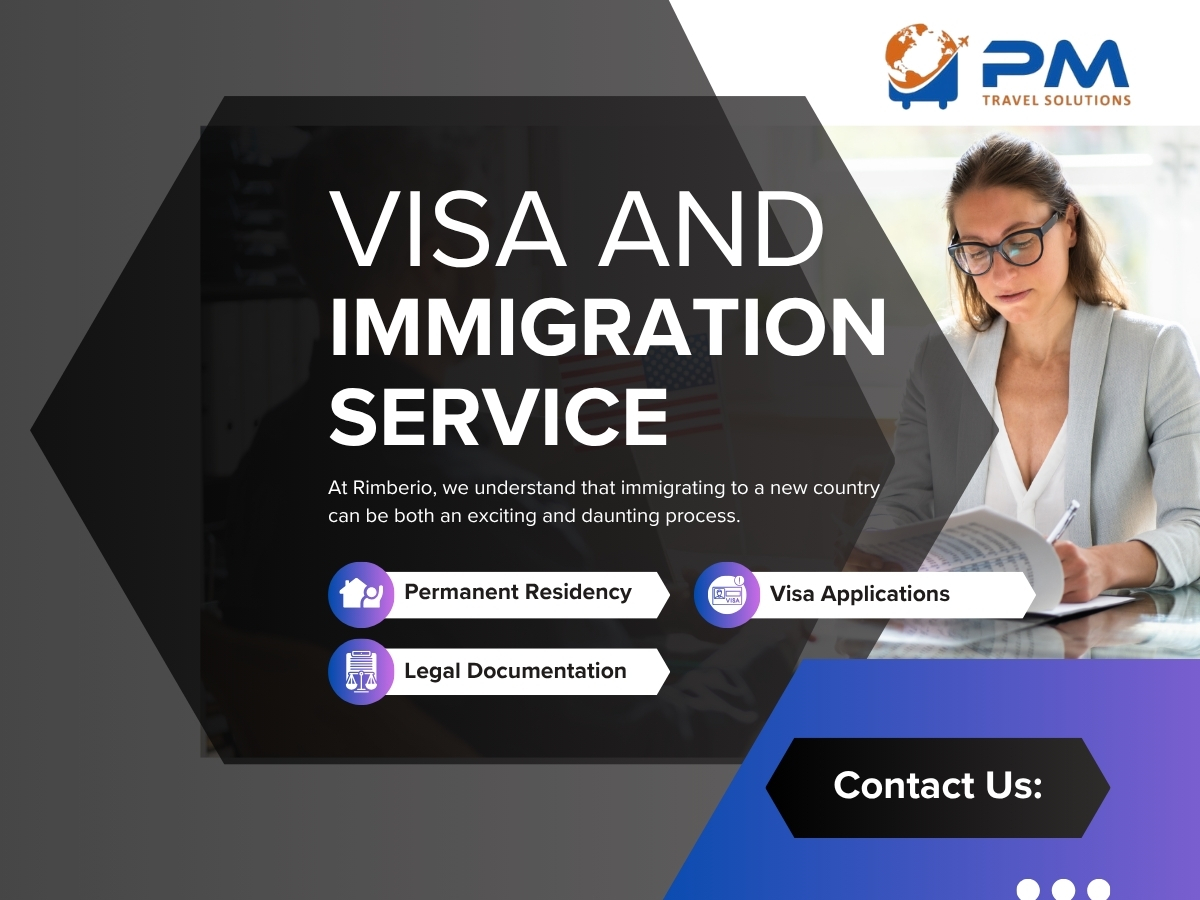 PM
TRAVEL SOLUTIONS
VISA AND
IMMIGRATION
SERVICE
At Rimberio, we understand that immigrating to a new country
can be both an exciting and daunting process.
Permanent Residency
VISA
Visa Applications
Legal Documentation
Contact Us: